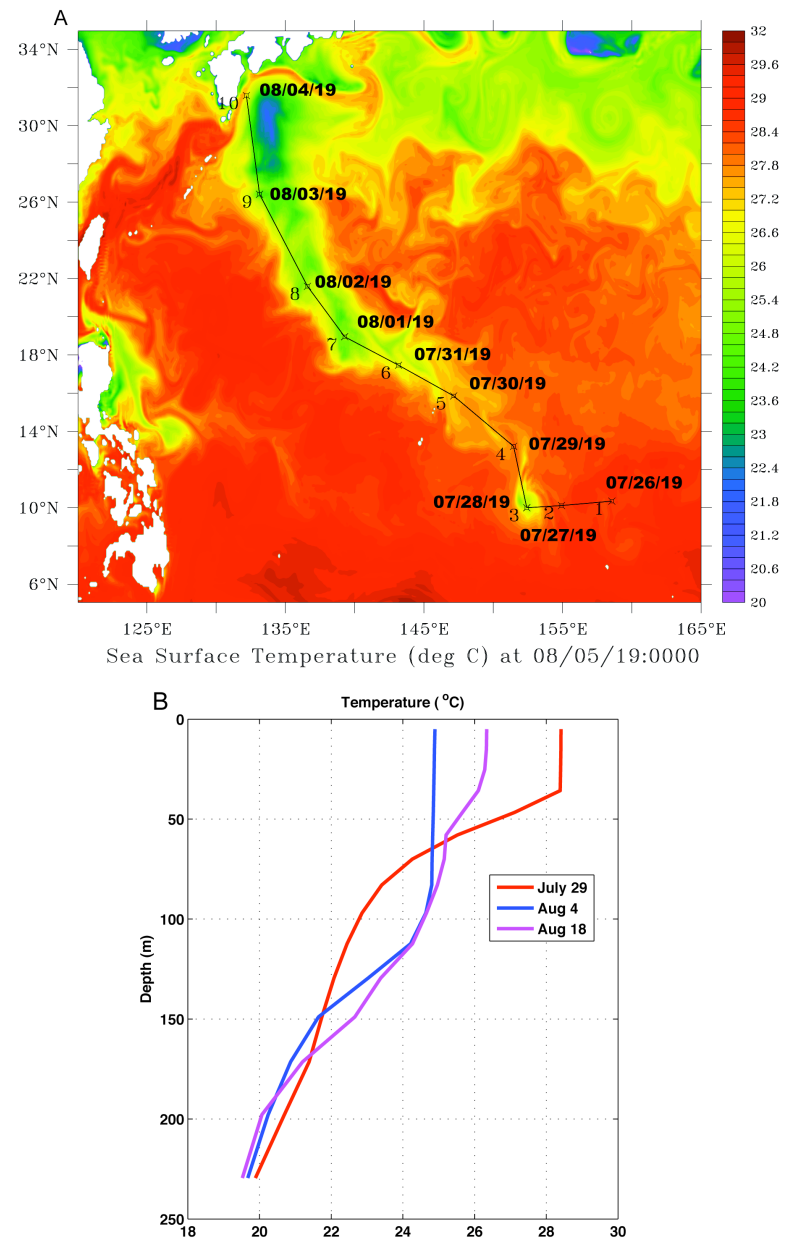 A
34°N
30°N
26°N
22°N
18°N
14°N
10°N
6°N
10 08/04/19
9 08/03/19
8 08/02/19
7 08/01/19
6 07/31/19
5 07/30/19
4 07/29/19
07/28/19 3
2 07/27/19
1 07/26/19
125°E 135°E 145°E 155°E 165°E
Sea Surface Temperature (deg C) at 08/05/19:0000
32
29.6
29
28.4
27.8
27.2
26.6
26
25.4
24.8
24.2
23.6
23
22.4
21.8
21.2
20.6
20
B
Temperature ( oC)
0
50
100
150
200
250
Depth (m)
July 29
Aug 4
Aug 18
18 20 22 24 26 28 30